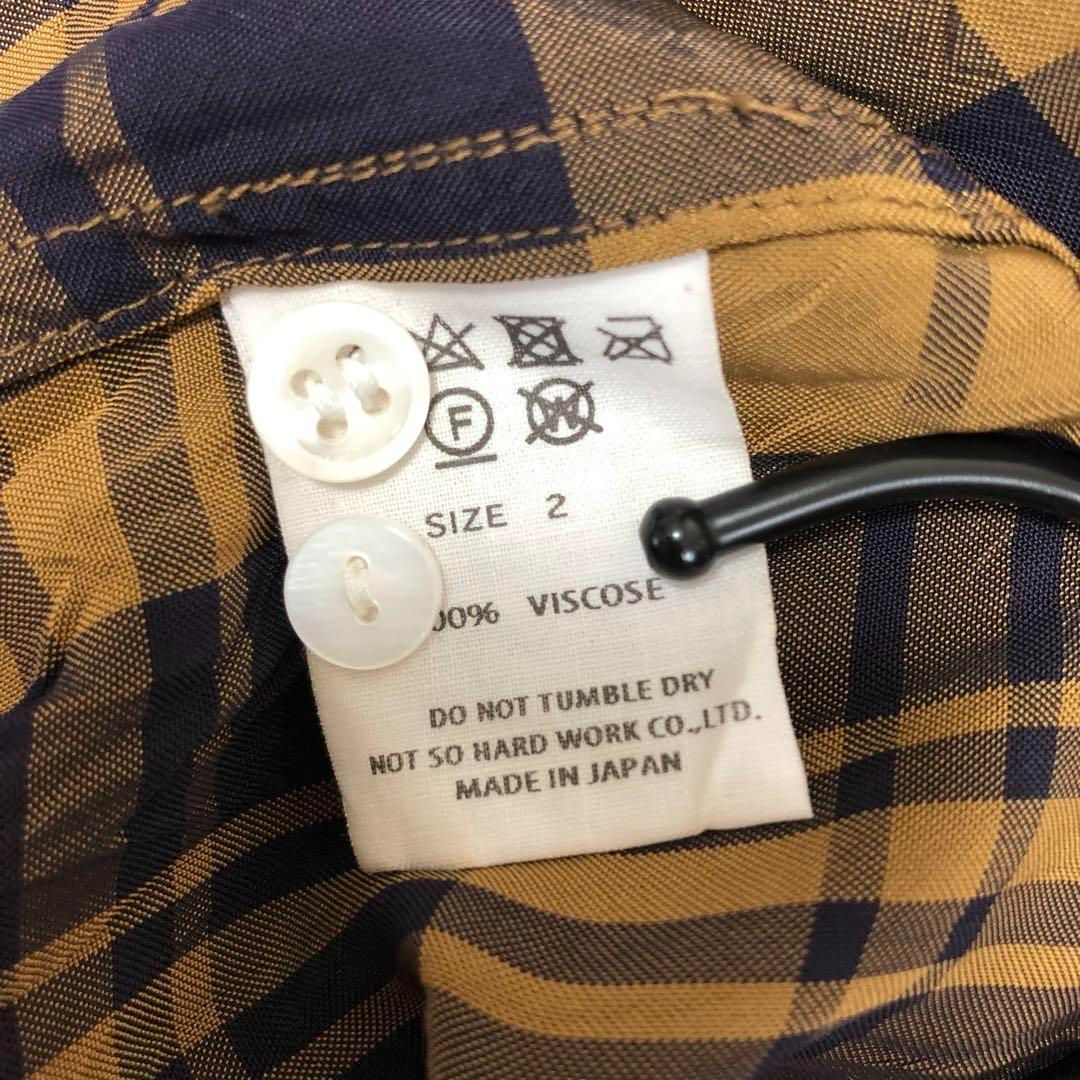 F W
SIZE 2
00% VISCOSE
DO NOT TUMBLE DRY
NOT SO HARD WORK CO.,LTD.
MADE IN JAPAN